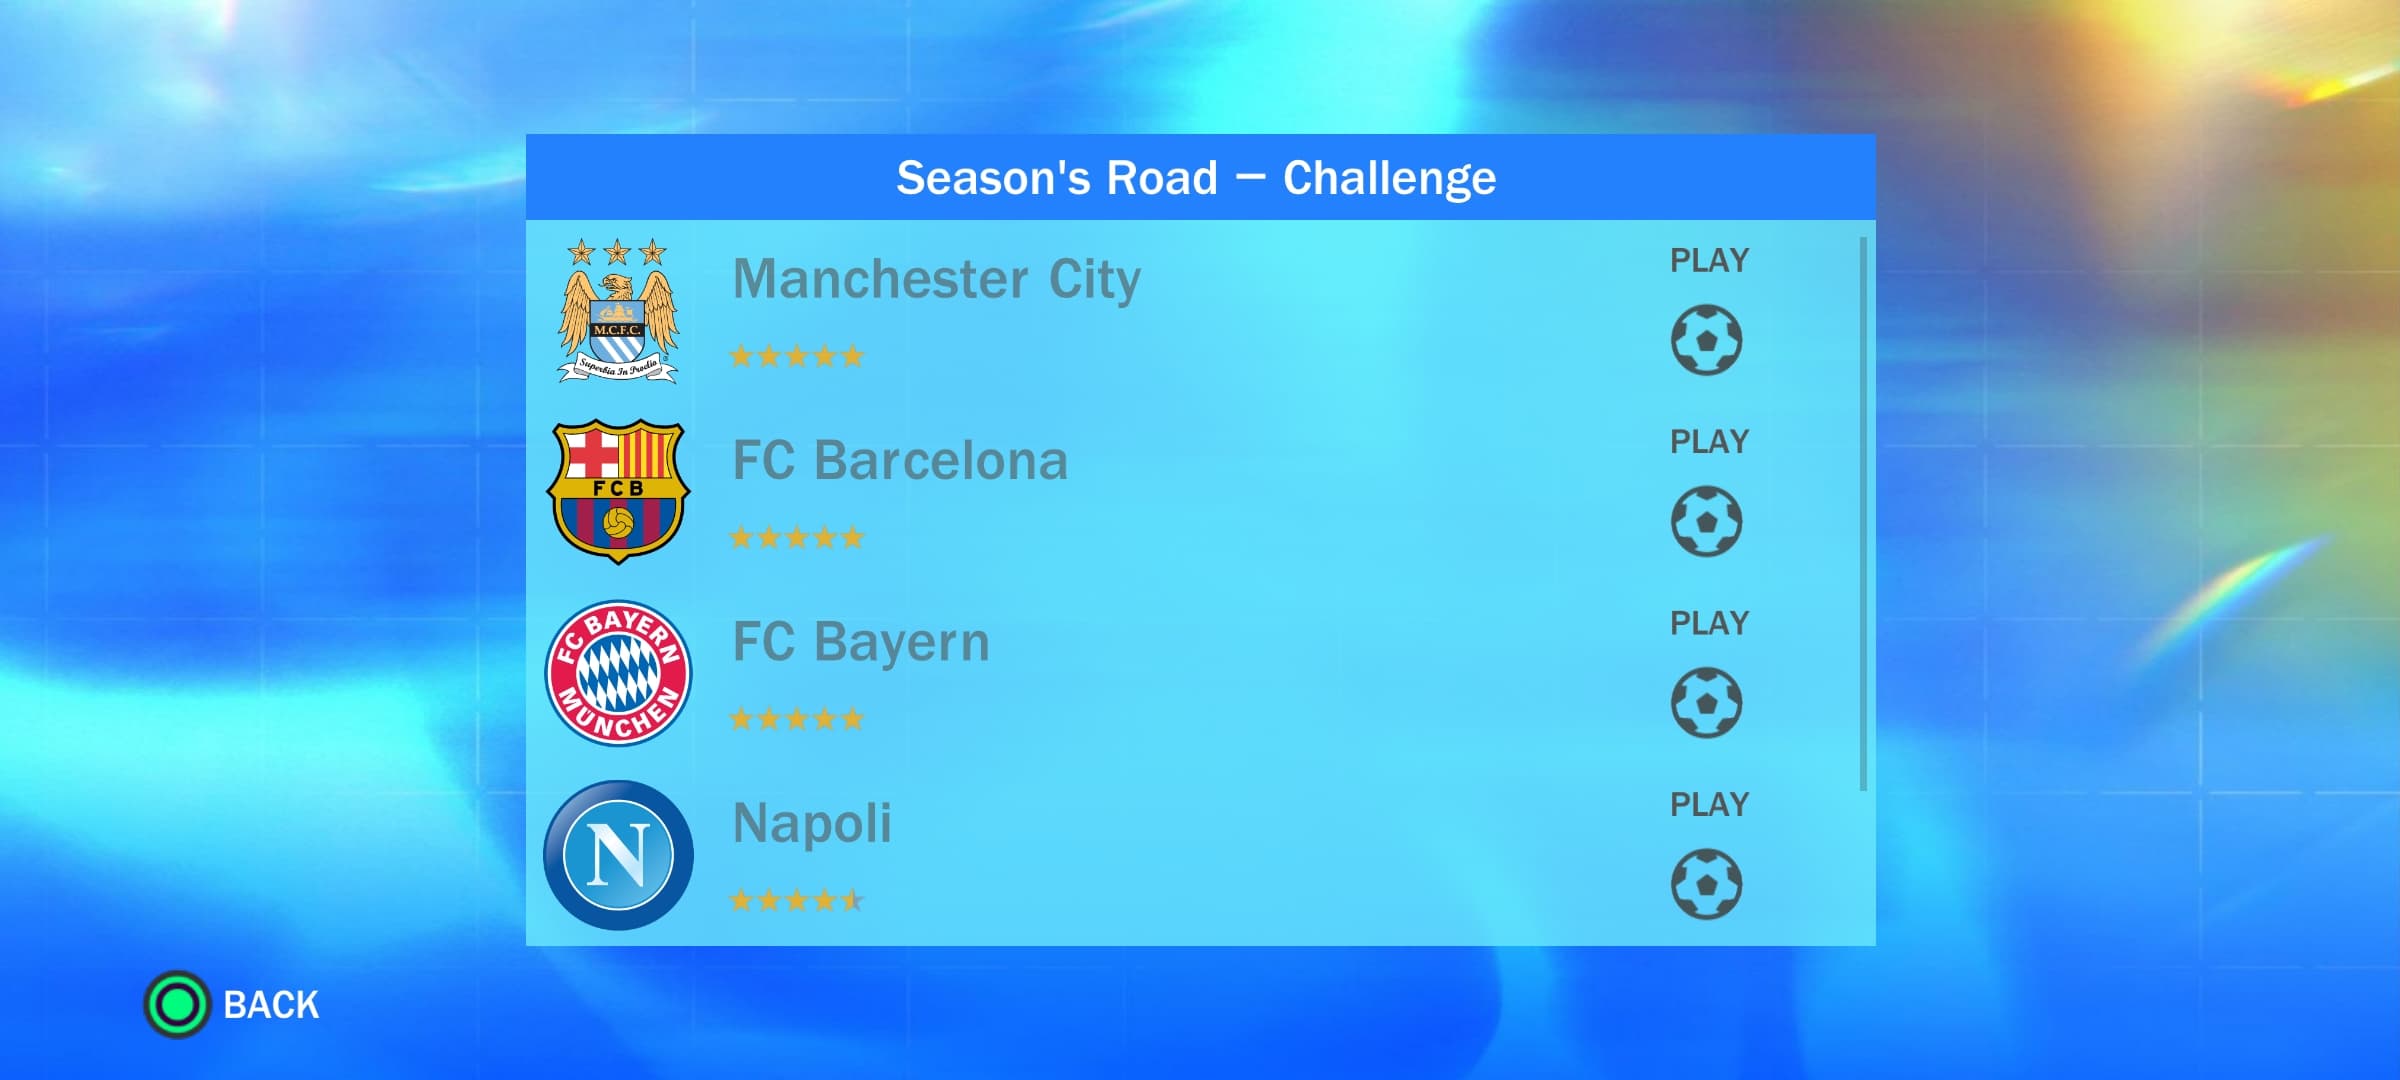 Season's Road – Challenge
M.C.F.C.
Superbia In Proelio
Manchester City
PLAY
FCB
FC Barcelona
PLAY
FC BAYERN
MÜNCHEN
FC Bayern
PLAY
N
Napoli
PLAY
BACK